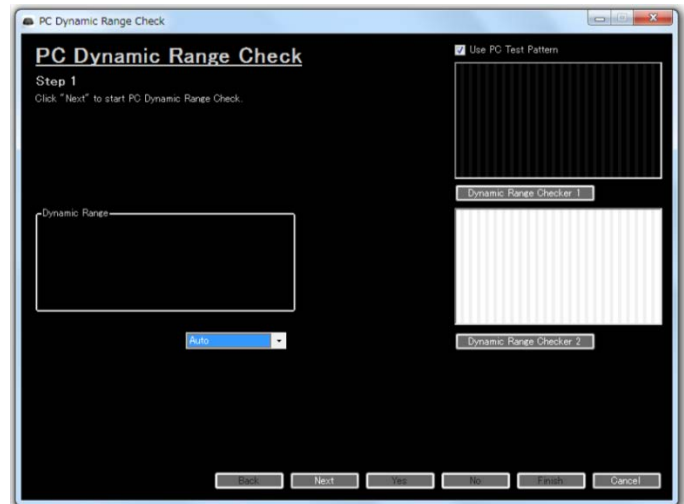 PC Dynamic Range Check
PC Dynamic Range Check
Step 1
Click "Next" to start PC Dynamic Range Check.
Use PC Test Pattern
Dynamic Range Checker 1
Dynamic Range
Auto
Dynamic Range Checker 2
Back Next Yes No Finish Cancel